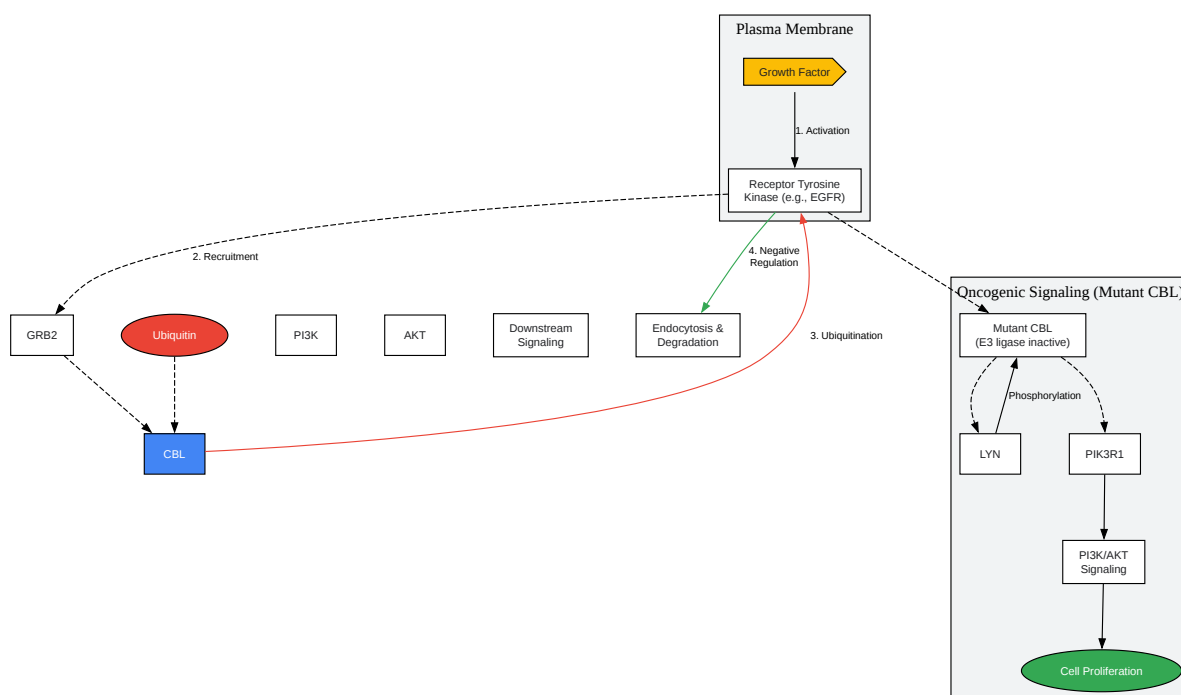 Plasma Membrane
Growth Factor
1. Activation
Receptor Tyrosine
Kinase (e.g., EGFR)
2. Recruitment
4. Negative
Regulation
Oncogenic Signaling (Mutant CBL)
GRB2
Ubiquitin
PI3K
AKT
Downstream
Signaling
Endocytosis &
Degradation
3. Ubiquitination
Mutant CBL
(E3 ligase inactive)
Phosphorylation
CBL
LYN
PIK3R1
PI3K/AKT
Signaling
Cell Proliferation